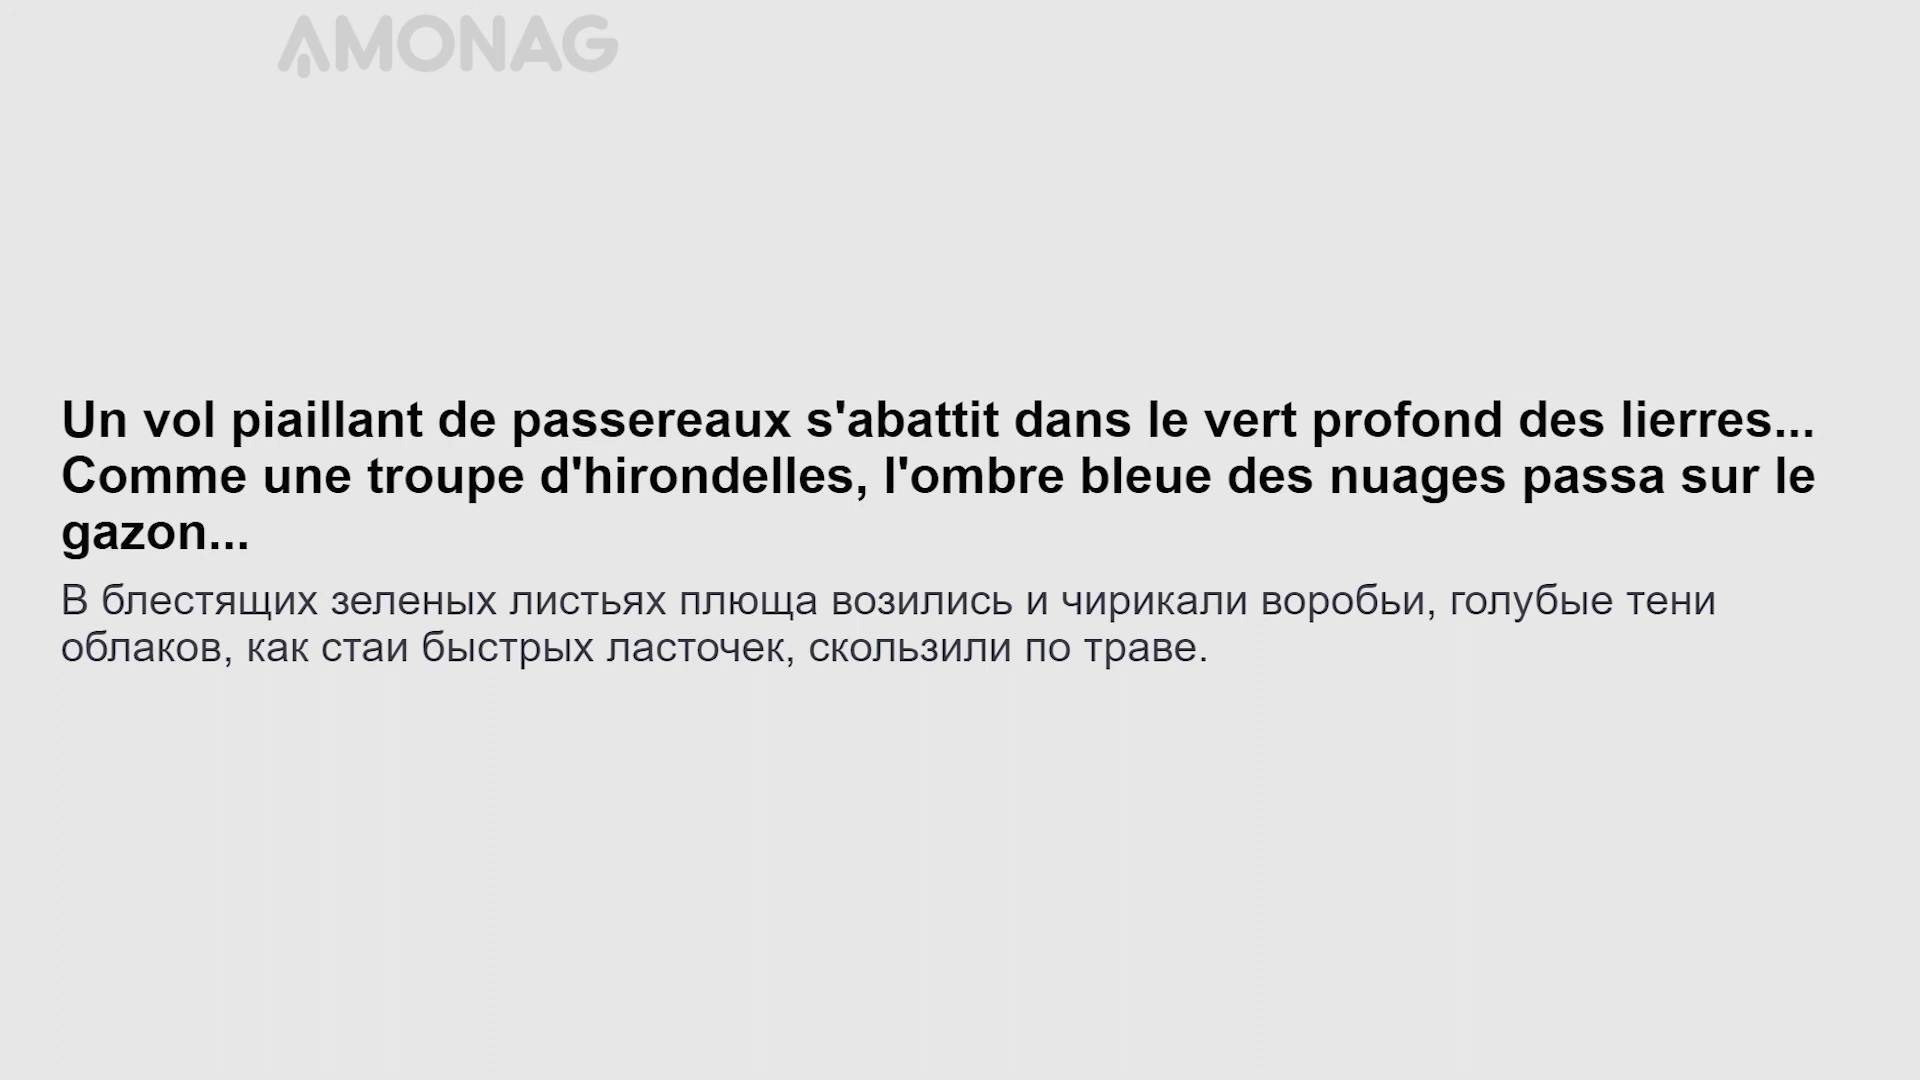 AMONAG
Un vol piaillant de passereaux s'abattit dans le vert profond des lierres...
Comme une troupe d'hirondelles, l'ombre bleue des nuages passa sur le
gazon...
В блестящих зеленых листьях плюща возились и чирикали воробьи, голубые тени
облаков, как стаи быстрых ласточек, скользили по траве.